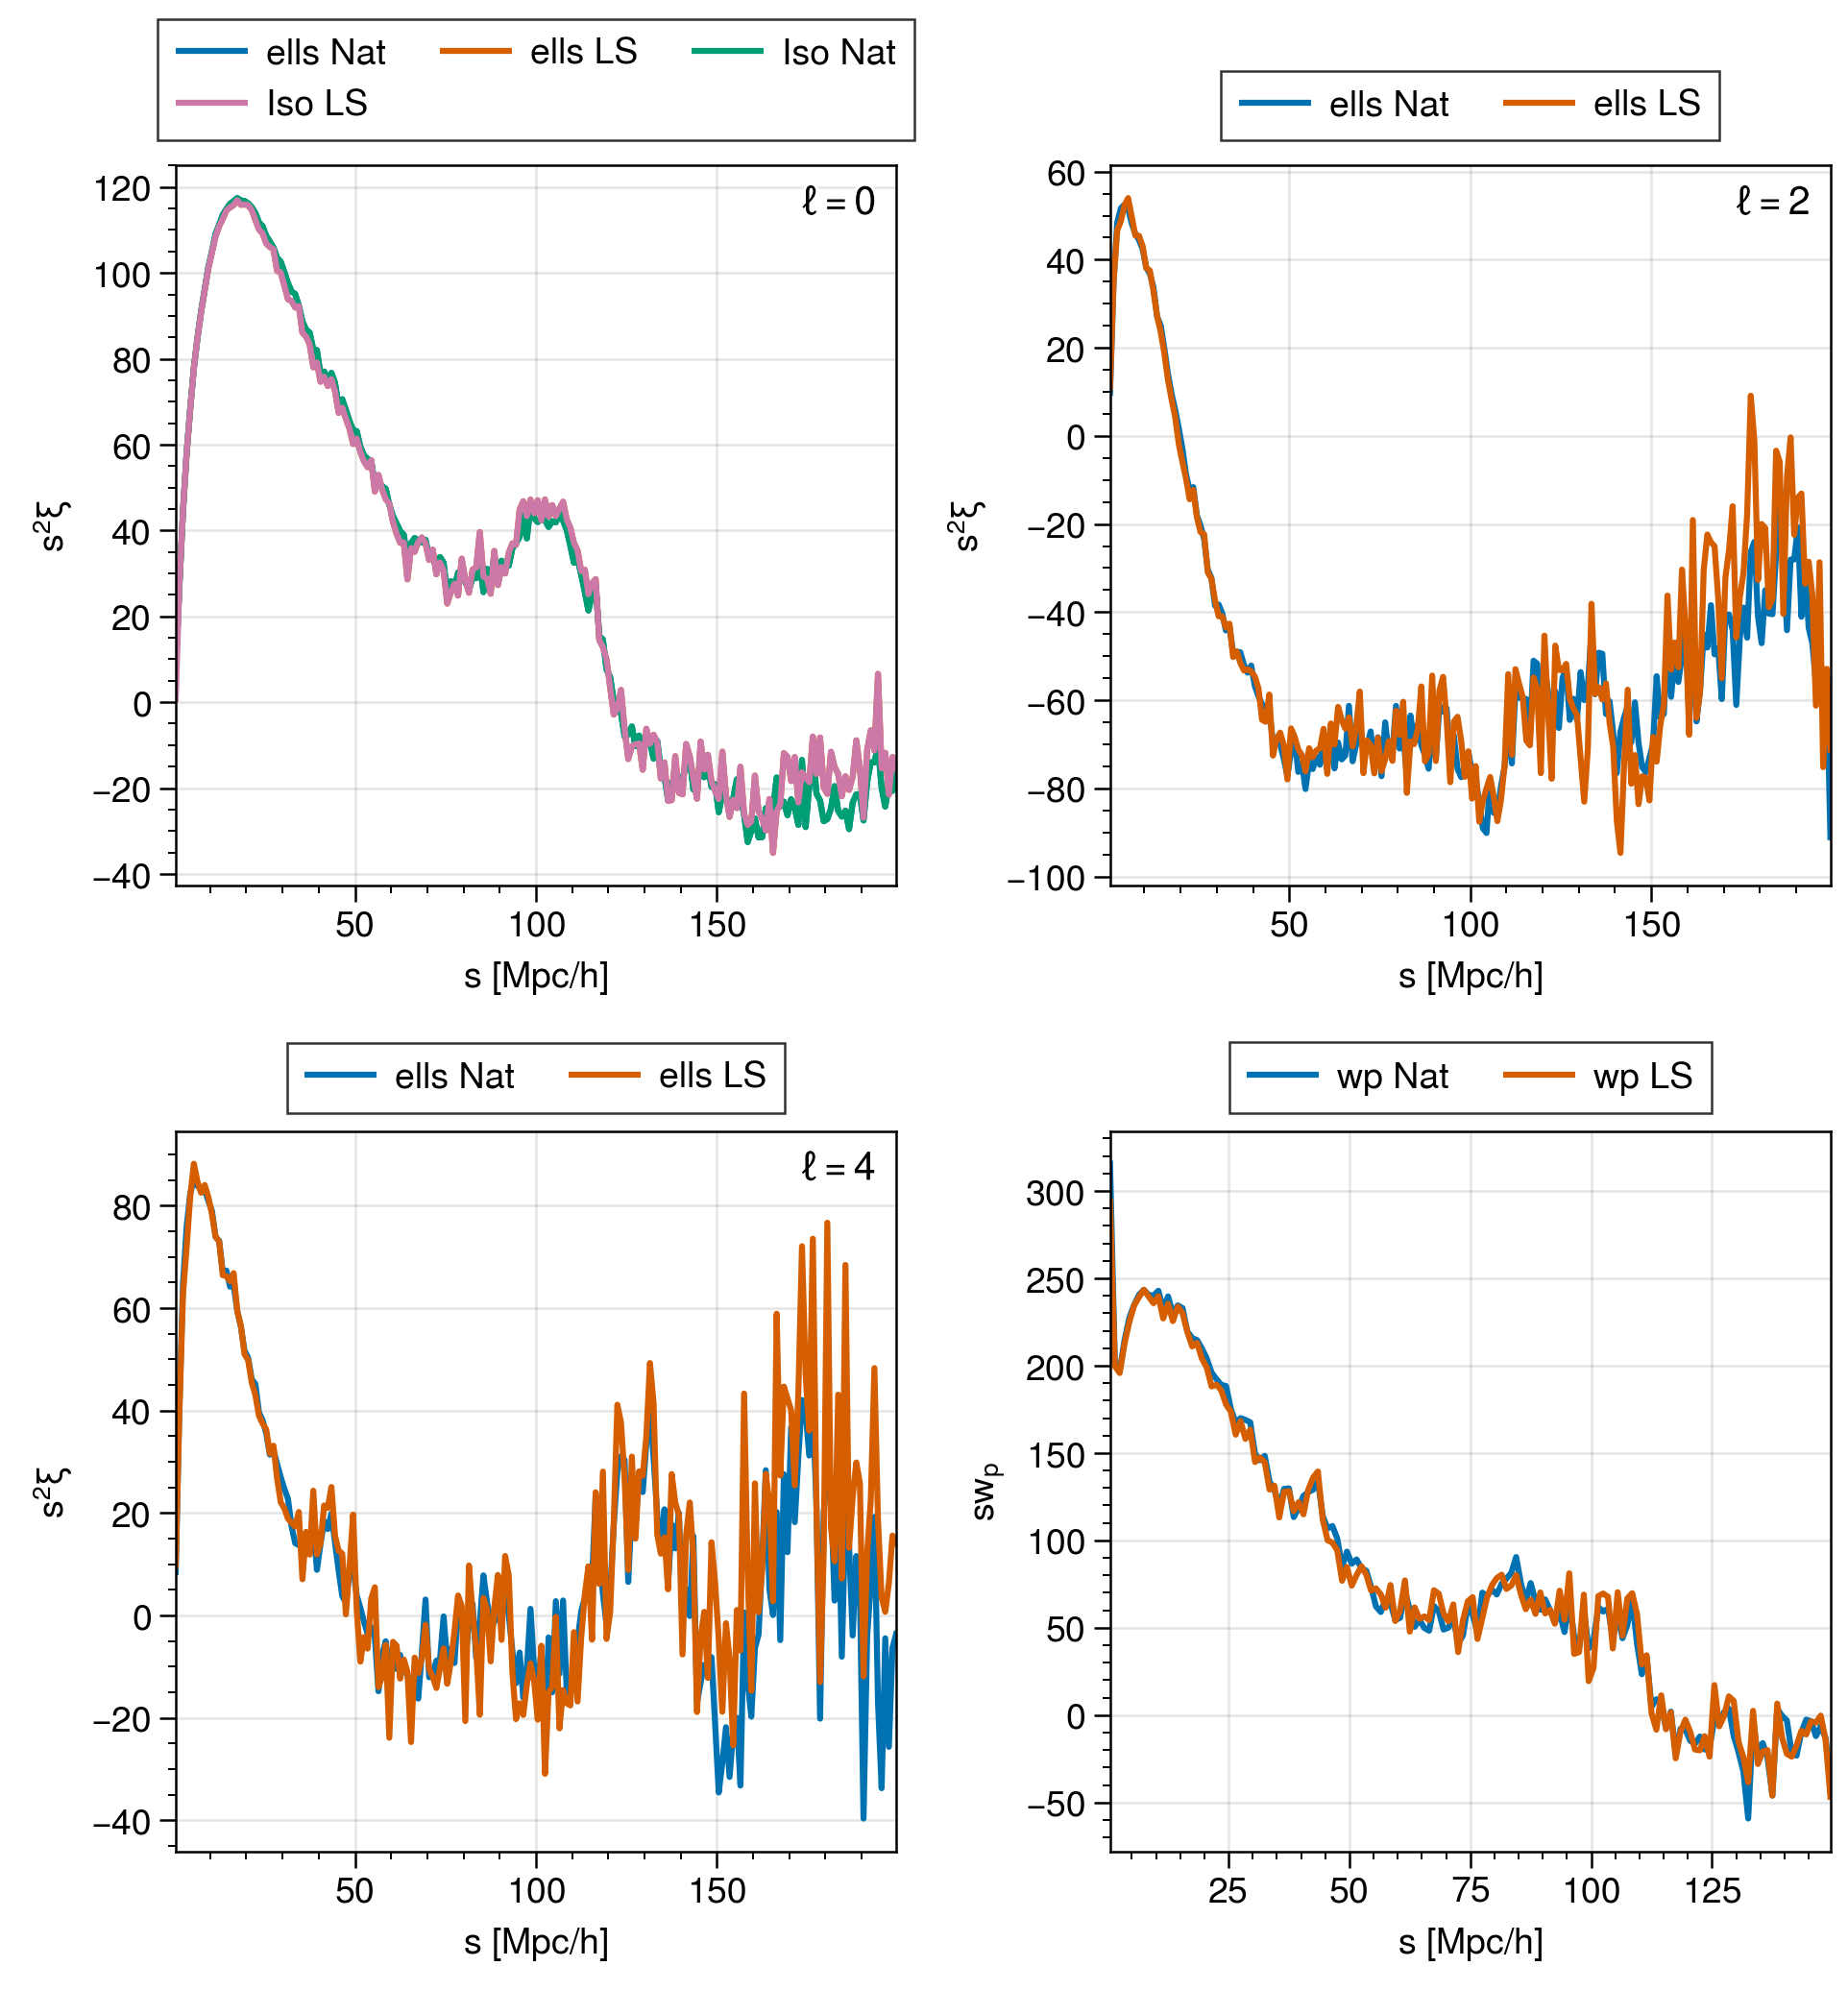 ells Nat ells LS Iso Nat
Iso LS
ells Nat ells LS
120
100
80
60
40
20
0
−20
−40
s²ξ
ℓ = 0
50 100 150
s [Mpc/h]
60
40
20
0
−20
−40
−60
−80
−100
s²ξ
ℓ = 2
50 100 150
s [Mpc/h]
ells Nat ells LS
80
60
40
20
0
−20
−40
s²ξ
ℓ = 4
50 100 150
s [Mpc/h]
wp Nat wp LS
300
250
200
150
100
50
0
−50
swₚ
25 50 75 100 125
s [Mpc/h]